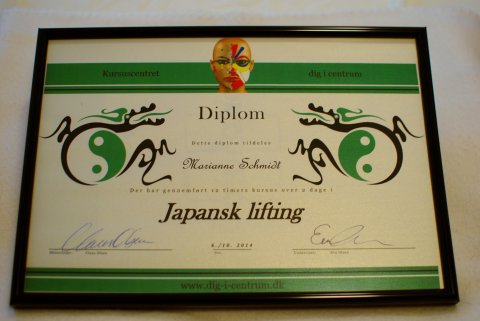 Kursuscentret dig i centrum
Diplom
Dette diplom tildeles
Marianne Schmidt
Der har gennemført 12 timers kursus over 2 dage i
Japansk lifting
6./10. 2014
www.dig-i-centrum.dk